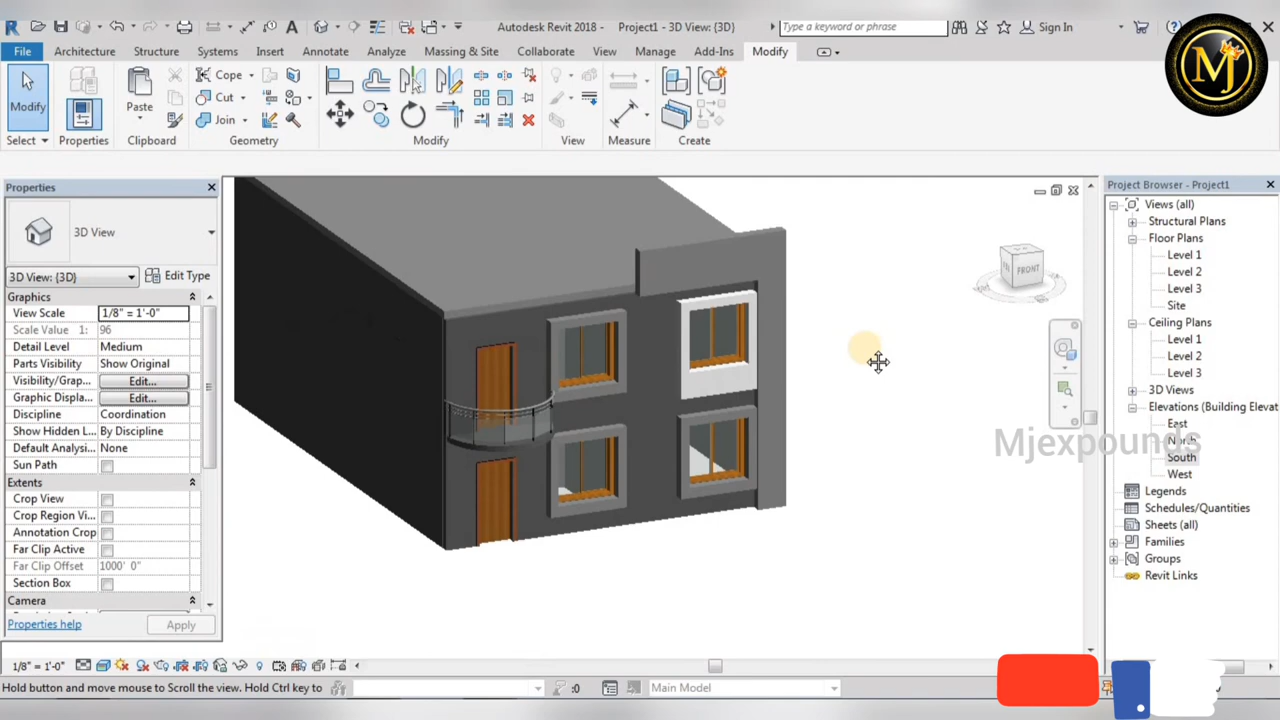 Autodesk Revit 2018 - Project1 - 3D View: {3D}
Type a keyword or phrase
Sign In
MJ
File Architecture Structure Systems Insert Annotate Analyze Massing & Site Collaborate View Manage Add-Ins Modify
Modify
Properties
Paste
Cope
Cut
Join
Select Properties Clipboard Geometry Modify View Measure Create
Properties
3D View
3D View: {3D} Edit Type
Graphics
View Scale 1/8" = 1'-0"
Scale Value 1: 96
Detail Level Medium
Parts Visibility Show Original
Visibility/Grap... Edit...
Graphic Displa... Edit...
Discipline Coordination
Show Hidden L... By Discipline
Default Analysi... None
Sun Path
Extents
Crop View
Crop Region Vi...
Annotation Crop
Far Clip Active
Far Clip Offset 1000' 0"
Section Box
Camera
Properties help Apply
FRONT
Project Browser - Project1
Views (all)
Structural Plans
Floor Plans
Level 1
Level 2
Level 3
Site
Ceiling Plans
Level 1
Level 2
Level 3
3D Views
Elevations (Building Elevat
East
North
South
West
Legends
Schedules/Quantities
Sheets (all)
Families
Groups
Revit Links
Mjexpounds
1/8" = 1'-0"
Hold button and move mouse to Scroll the view. Hold Ctrl key to
:0
Main Model